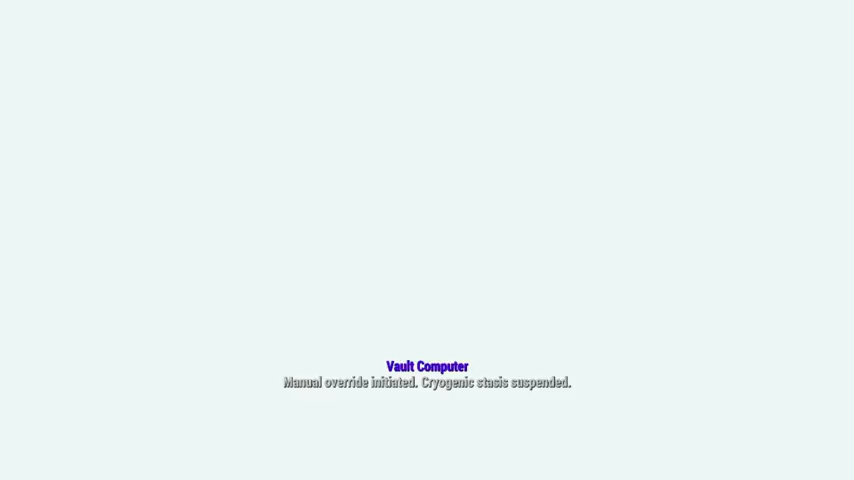 Vault Computer
Manual override initiated. Cryogenic stasis suspended.